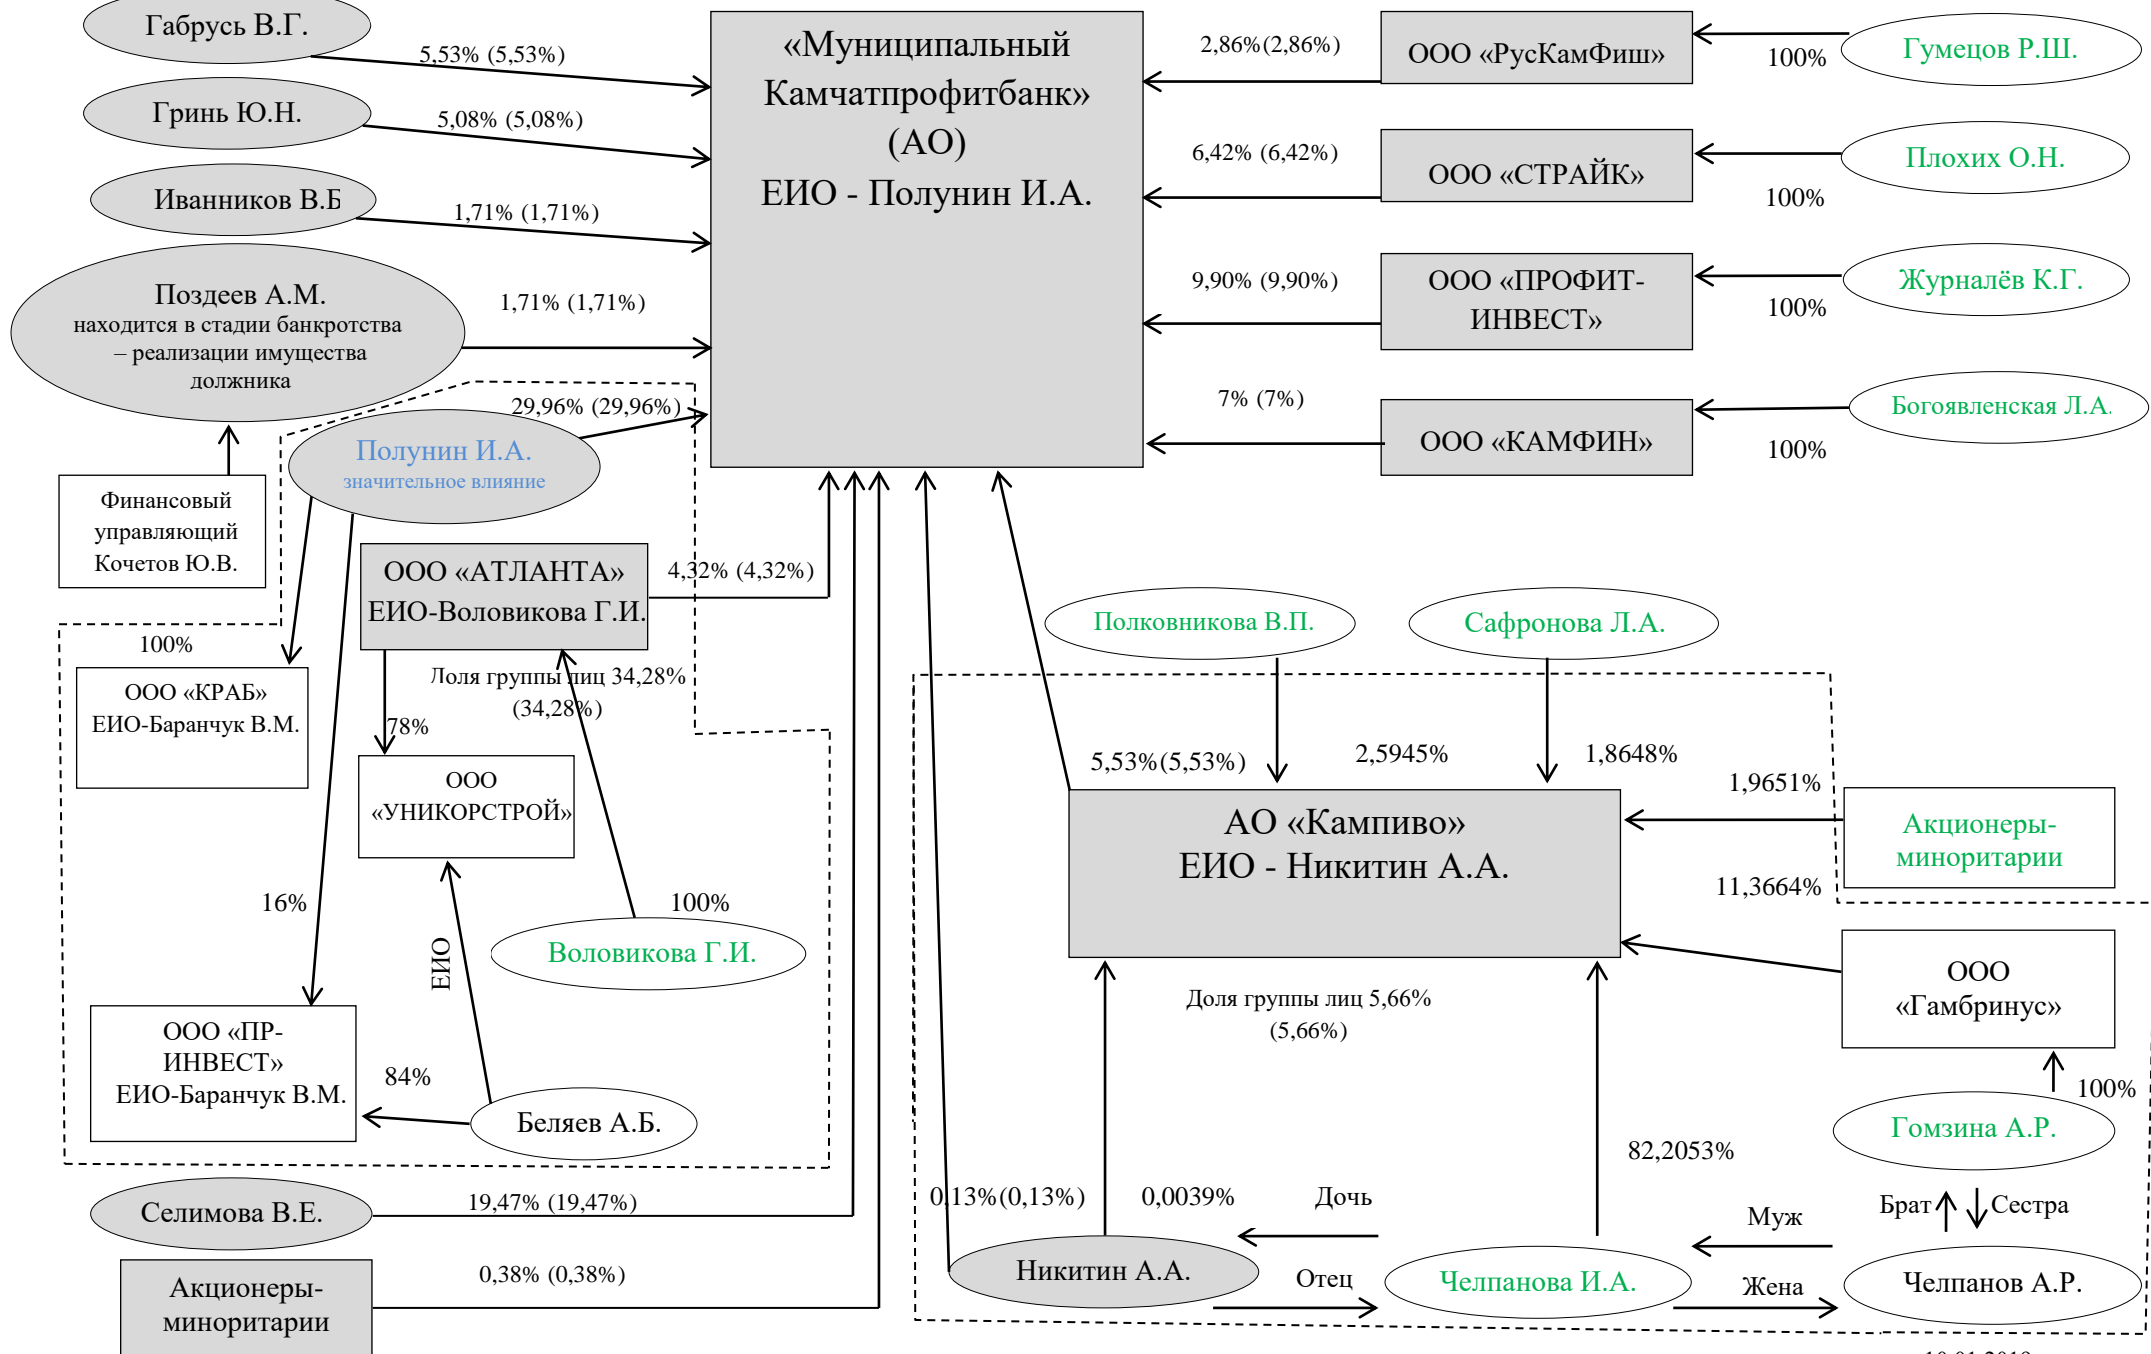 Габрусь В.Г.
5,53% (5,53%)
Гринь Ю.Н.
5,08% (5,08%)
Иванников В.Б
1,71% (1,71%)
Поздеев А.М.
находится в стадии банкротства
– реализации имущества
должника
1,71% (1,71%)
Финансовый
управляющий
Кочетов Ю.В.
Полунин И.А.
значительное влияние
29,96% (29,96%)
«Муниципальный
Камчатпрофитбанк»
(АО)
ЕИО - Полунин И.А.
2,86%(2,86%)
ООО «РусКамФиш»
100%
Гумецов Р.Ш.
6,42% (6,42%)
ООО «СТРАЙК»
100%
Плохих О.Н.
9,90% (9,90%)
ООО «ПРОФИТ-
ИНВЕСТ»
100%
Журналёв К.Г.
7% (7%)
ООО «КАМФИН»
100%
Богоявленская Л.А.
ООО «АТЛАНТА»
ЕИО-Воловикова Г.И.
4,32% (4,32%)
100%
ООО «КРАБ»
ЕИО-Баранчук В.М.
Доля группы лиц 34,28%
(34,28%)
78%
ООО
«УНИКОРСТРОЙ»
16%
ЕИО
100%
Воловикова Г.И.
ООО «ПР-
ИНВЕСТ»
ЕИО-Баранчук В.М.
84%
Беляев А.Б.
Селимова В.Е.
19,47% (19,47%)
Акционеры-
миноритарии
0,38% (0,38%)
Полковникова В.П.
Сафронова Л.А.
5,53%(5,53%)
2,5945%
1,8648%
1,9651%
Акционеры-
миноритарии
АО «Кампиво»
ЕИО - Никитин А.А.
11,3664%
ООО
«Гамбринус»
Доля группы лиц 5,66%
(5,66%)
100%
Гомзина А.Р.
82,2053%
0,13%(0,13%)
0,0039%
Дочь
Муж
Брат
Сестра
Никитин А.А.
Отец
Челпанова И.А.
Жена
Челпанов А.Р.